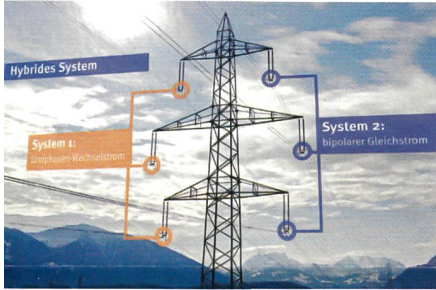 Hybrides System
System 1:
Dreiphasen-Wechselstrom
System 2:
bipolarer Gleichstrom